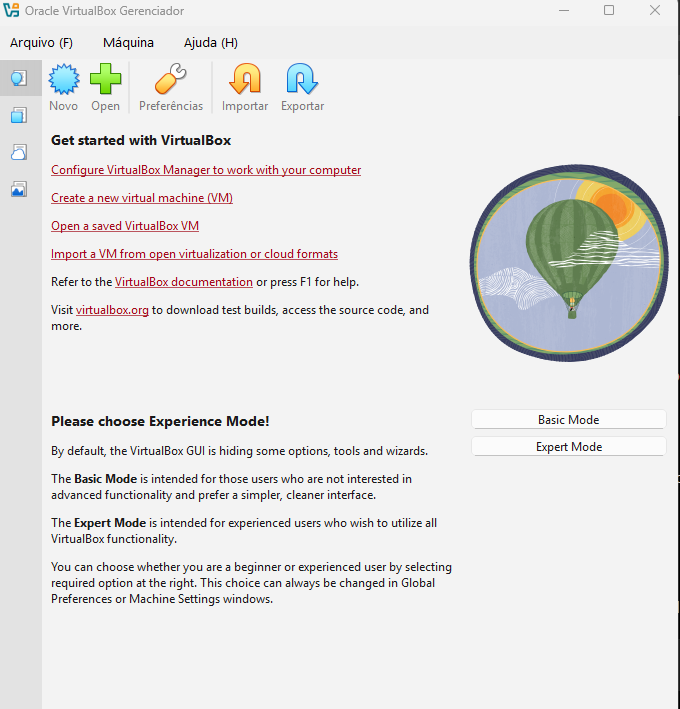 Oracle VirtualBox Gerenciador
Arquivo (F) Máquina Ajuda (H)
Novo Open Preferências Importar Exportar
Get started with VirtualBox
Configure VirtualBox Manager to work with your computer
Create a new virtual machine (VM)
Open a saved VirtualBox VM
Import a VM from open virtualization or cloud formats
Refer to the VirtualBox documentation or press F1 for help.
Visit virtualbox.org to download test builds, access the source code, and
more.
Please choose Experience Mode!
By default, the VirtualBox GUI is hiding some options, tools and wizards.
The Basic Mode is intended for those users who are not interested in
advanced functionality and prefer a simpler, cleaner interface.
The Expert Mode is intended for experienced users who wish to utilize all
VirtualBox functionality.
You can choose whether you are a beginner or experienced user by selecting
required option at the right. This choice can always be changed in Global
Preferences or Machine Settings windows.
Basic Mode
Expert Mode